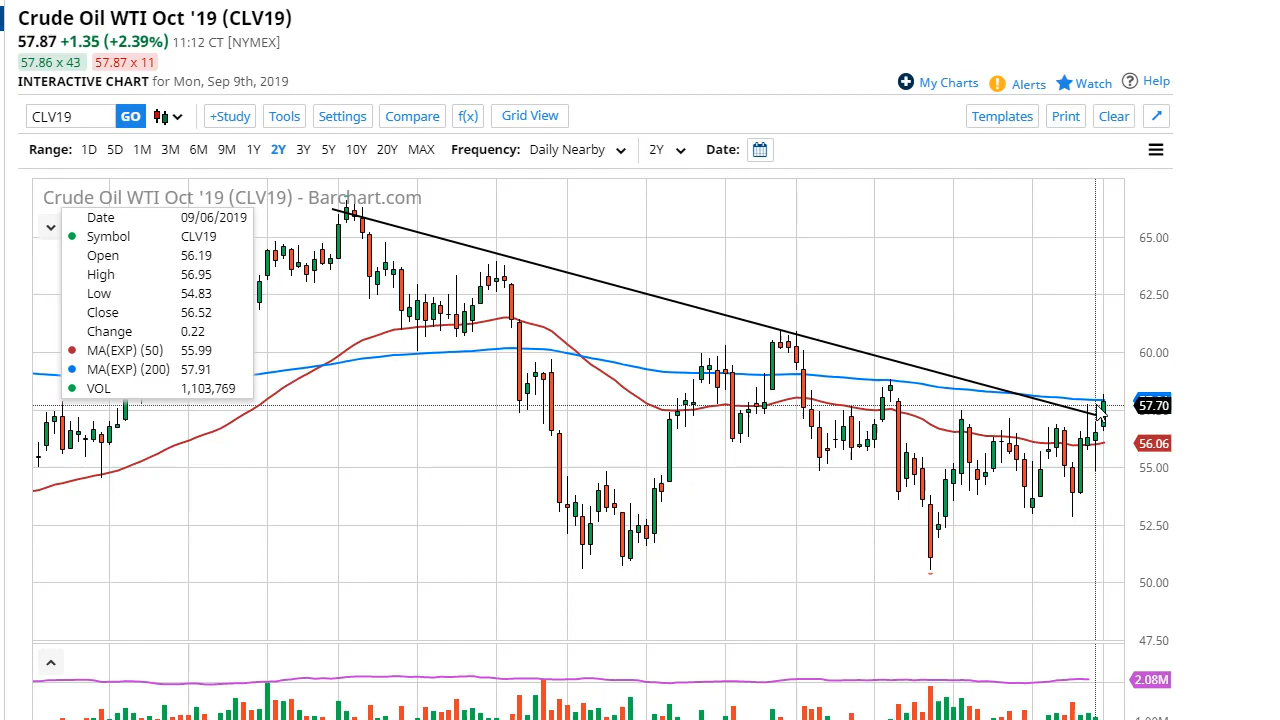 Crude Oil WTI Oct '19 (CLV19)
57.87 +1.35 (+2.39%) 11:12 CT [NYMEX]
57.86 x 43 57.87 x 11
INTERACTIVE CHART for Mon, Sep 9th, 2019
My Charts Alerts Watch Help
CLV19 GO +Study Tools Settings Compare f(x) Grid View Templates Print Clear
Range: 1D 5D 1M 3M 6M 9M 1Y 2Y 3Y 5Y 10Y 20Y MAX Frequency: Daily Nearby 2Y Date:
Crude Oil WTI Oct '19 (CLV19) - Barchart.com
Date 09/06/2019
Symbol CLV19
Open 56.19
High 56.95
Low 54.83
Close 56.52
Change 0.22
MA(EXP) (50) 55.99
MA(EXP) (200) 57.91
VOL 1,103,769
65.00
62.50
60.00
57.70
56.06
55.00
52.50
50.00
47.50
2.08M